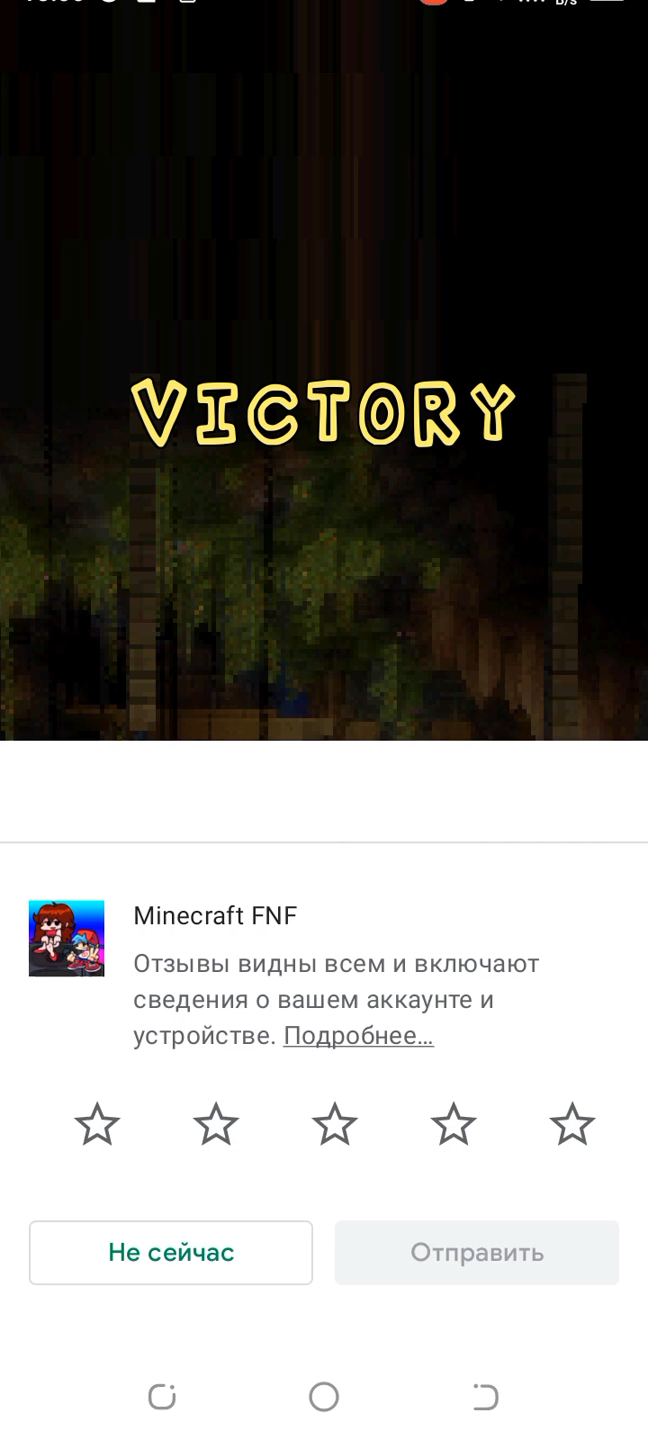 VICTORY
Minecraft FNF
Отзывы видны всем и включают
сведения о вашем аккаунте и
устройстве. Подробнее...
Не сейчас
Отправить